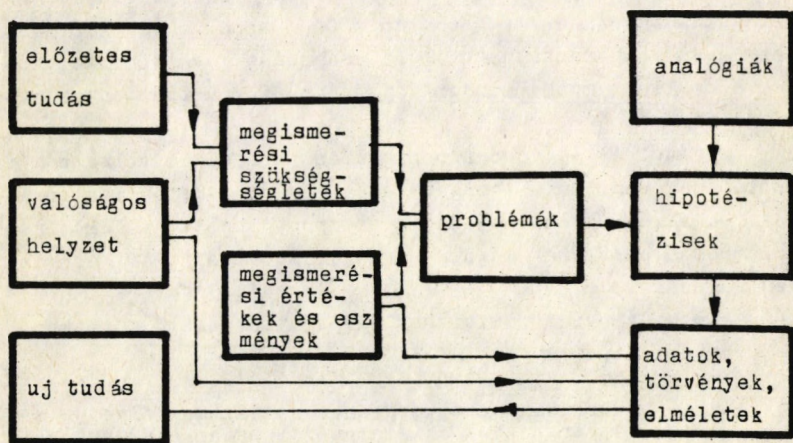 előzetes
tudás
analógiák
megisme-
rési
szükség-
ségletek
valóságos
helyzet
problémák
hipoté-
zisek
megismeré-
si érté-
kek és esz
mények
uj tudás
adatok,
törvények,
elméletek